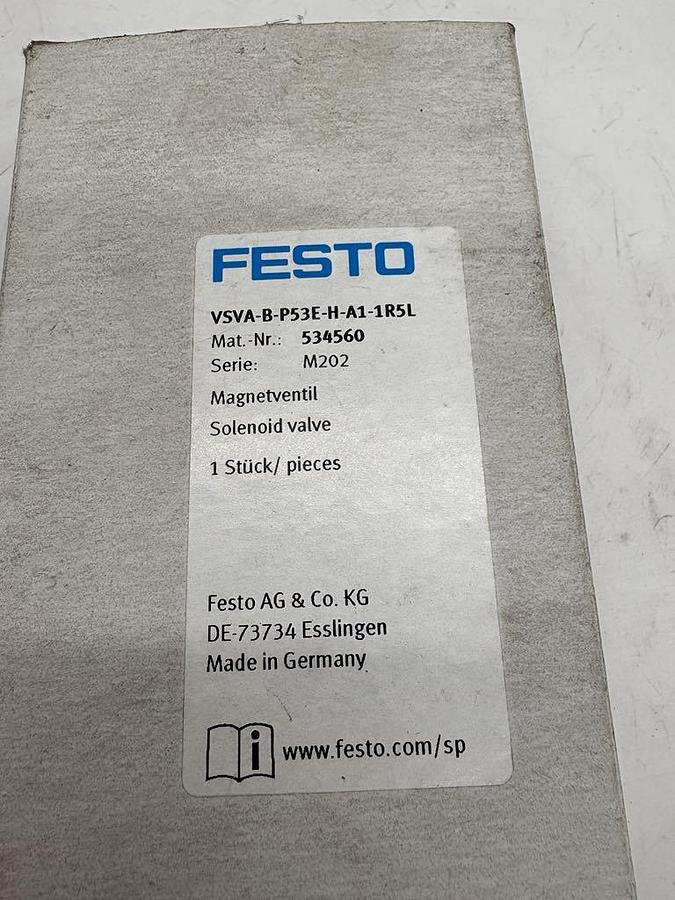 FESTO
VSVA-B-P53E-H-A1-1R5L
Mat.-Nr.: 534560
Serie: M202
Magnetventil
Solenoid valve
1 Stück/ pieces
Festo AG & Co. KG
DE-73734 Esslingen
Made in Germany
i www.festo.com/sp